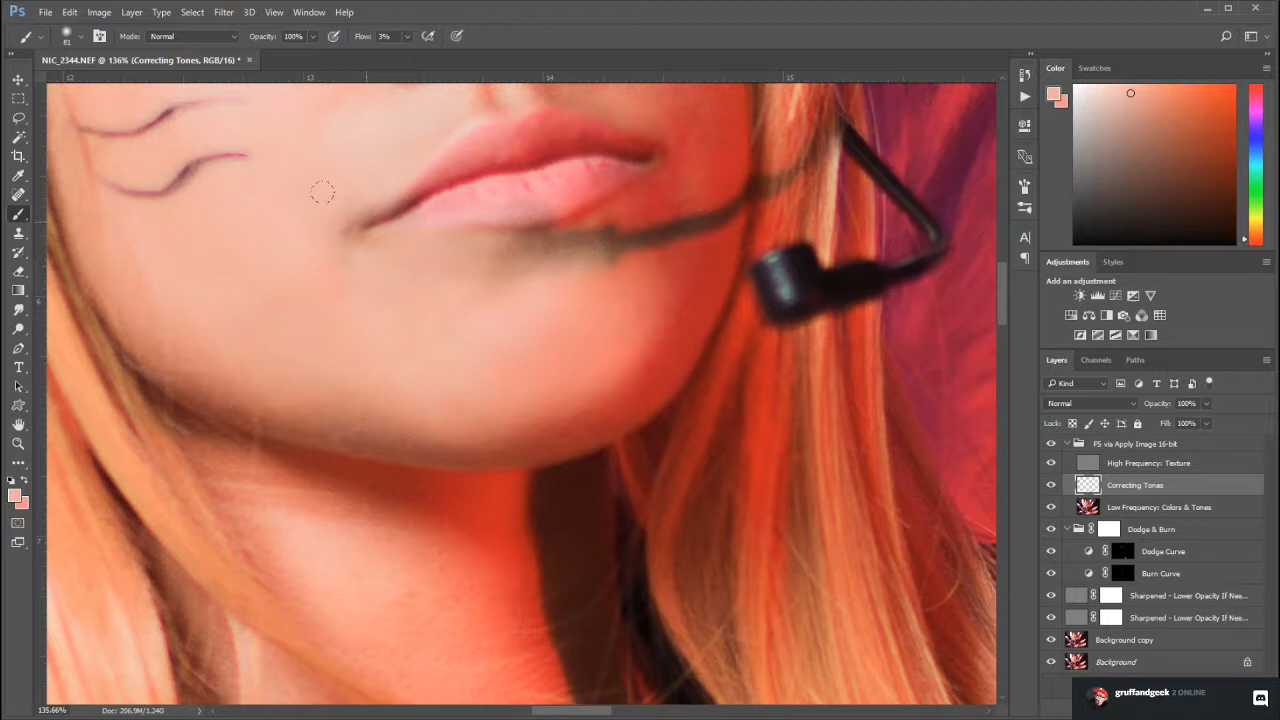 Ps File Edit Image Layer Type Select Filter 3D View Window Help
81 Mode: Normal Opacity: 100% Flow: 3%
NIC_2344.NEF @ 136% (Correcting Tones, RGB/16) * ×
12 13 14 15
6
7
Color Swatches
Adjustments Styles
Add an adjustment
Layers Channels Paths
Kind
Normal Opacity: 100%
Lock: Fill: 100%
FS via Apply Image 16-bit
High Frequency: Texture
Correcting Tones
Low Frequency: Colors & Tones
Dodge & Burn
Dodge Curve
Burn Curve
Sharpened - Lower Opacity If Nee...
Sharpened - Lower Opacity If Nee...
Background copy
Background
135.66% Doc: 206.9M/1.24G
gruffandgeek 2 ONLINE